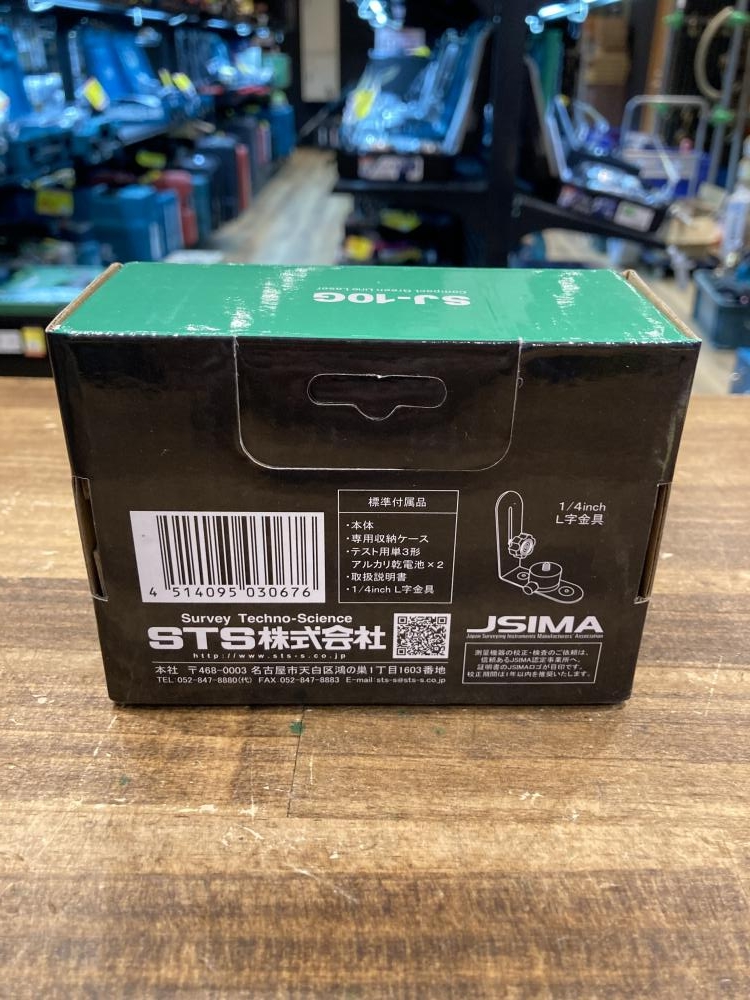 SJ-10G
Compact Green Line Laser
標準付属品
・本体
・専用収納ケース
・テスト用単3形
アルカリ乾電池×2
・取扱説明書
・1/4inch L字金具
1/4inch
L字金具
4 514095 030676
Survey Techno-Science
STS株式会社
http://www.sts-s.co.jp
本社 〒468-0003 名古屋市天白区鴻の巣1丁目1603番地
TEL 052-847-8880(代) FAX 052-847-8883 E-mail:sts-s@sts-s.co.jp
JSIMA
Japan Surveying Instruments Manufacturers' Association
測量機器の校正・検査のご依頼は、
信頼あるJSIMA認定事業所へ。
証明書のJSIMAロゴが目印です。
校正期間は1年以内を推奨いたします。